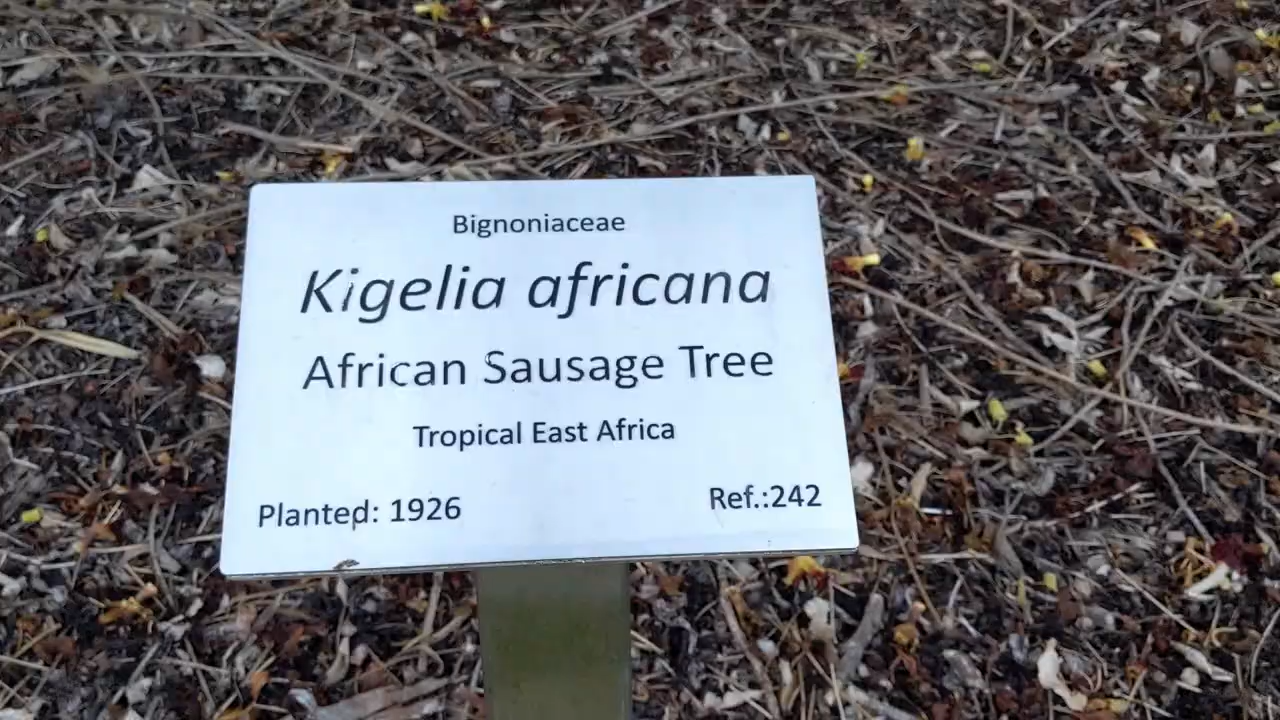 Bignoniaceae
Kigelia africana
African Sausage Tree
Tropical East Africa
Planted: 1926 Ref.:242